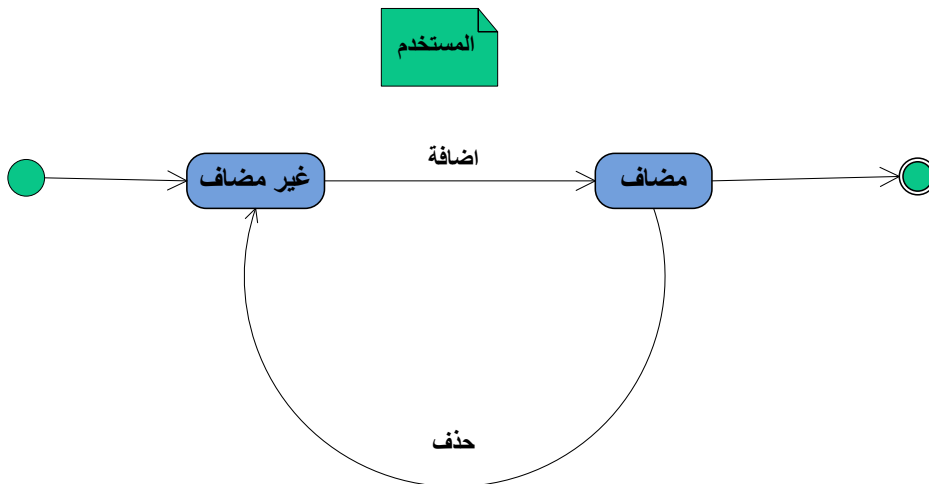 المستخدم
اضافة
غير مضاف
مضاف
حذف